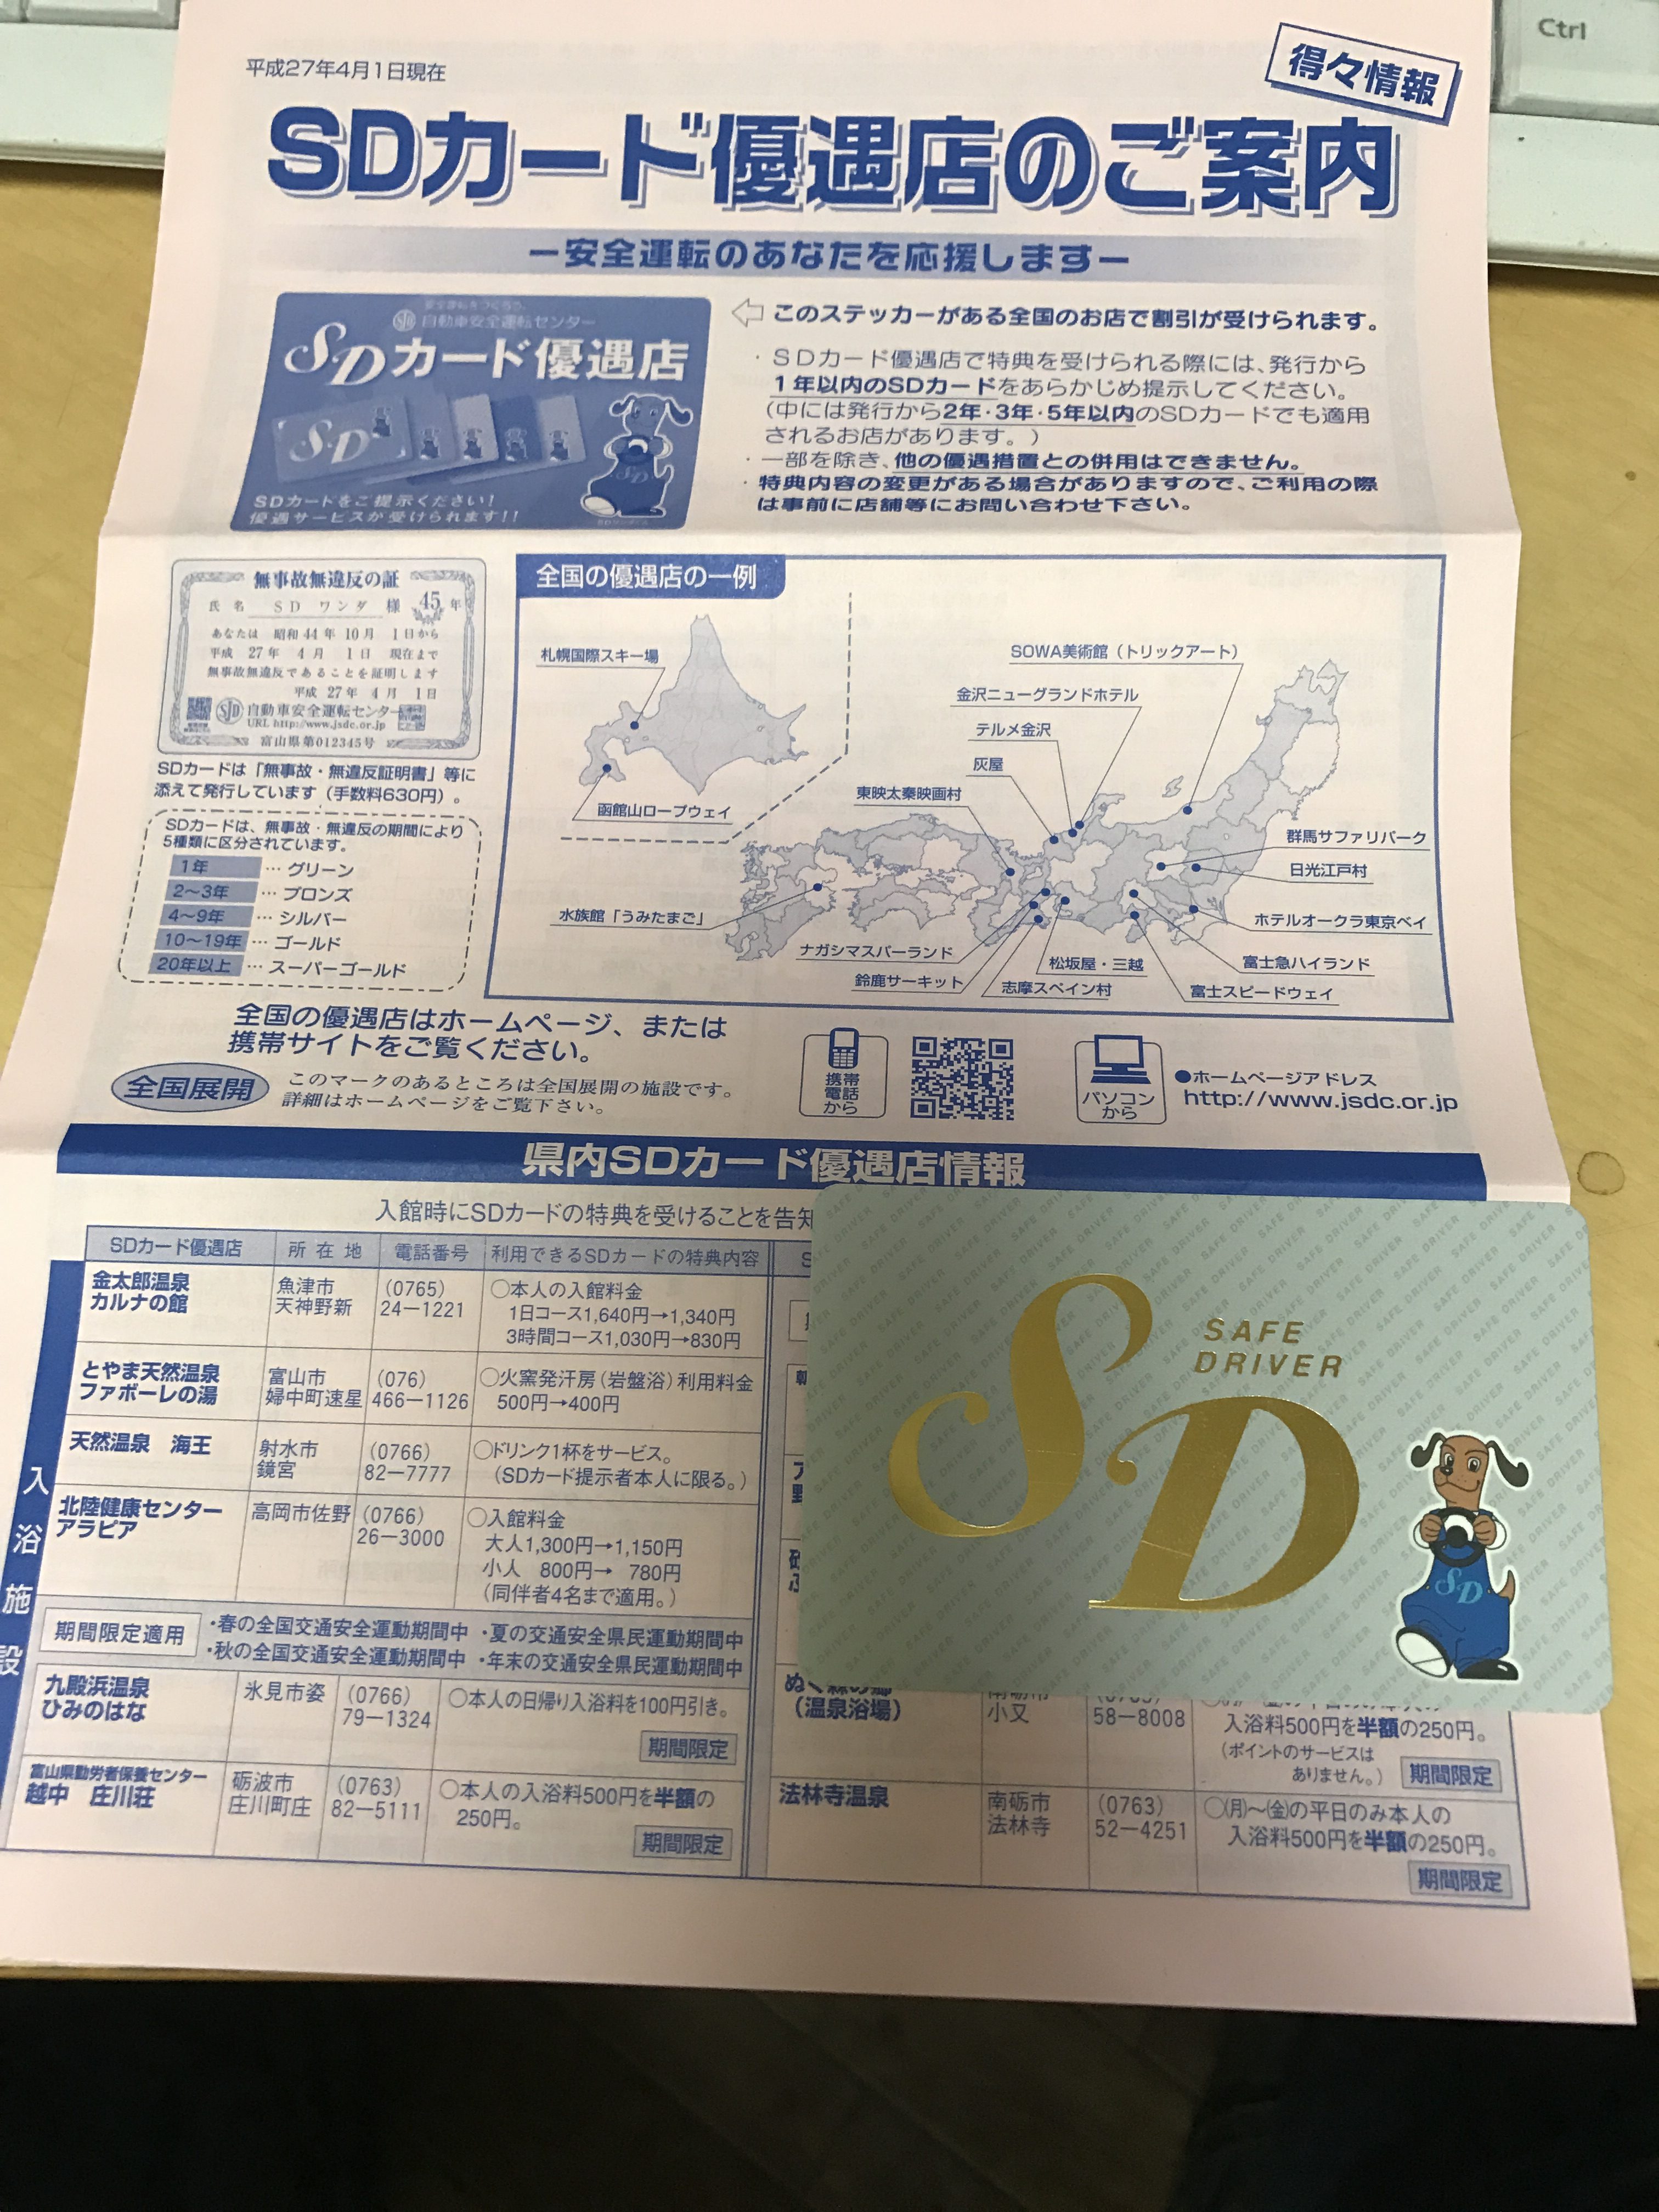 Ctrl
平成27年4月1日現在
得々情報
SDカード優遇店のご案内
ー安全運転のあなたを応援しますー
自動車安全運転センター
SDカード優遇店
SD
SDカードをご提示ください!
優遇サービスが受けられます!!
このステッカーがある全国のお店で割引が受けられます。
・SDカード優遇店で特典を受けられる際には、発行から
1年以内のSDカードをあらかじめ提示してください。
(中には発行から2年・3年・5年以内のSDカードでも適用
されるお店があります。)
・一部を除き、他の優遇措置との併用はできません。
・特典内容の変更がある場合がありますので、ご利用の際
は事前に店舗等にお問い合わせ下さい。
無事故無違反の証
氏名 SD ワンダ 様 45年
あなたは 昭和44年10月 1日から
平成 27年 4月 1日 現在まで
無事故無違反であることを証明します
平成 27年 4月 1日
SJD 自動車安全運転センター
URL http://www.jsdc.or.jp
富山県第012345号
SDカードは「無事故・無違反証明書」等に
添えて発行しています(手数料630円)。
SDカードは、無事故・無違反の期間により
5種類に区分されています。
1年 … グリーン
2〜3年 … ブロンズ
4〜9年 … シルバー
10〜19年 … ゴールド
20年以上 … スーパーゴールド
全国の優遇店の一例
札幌国際スキー場
函館山ロープウェイ
SOWA美術館(トリックアート)
金沢ニューグランドホテル
テルメ金沢
灰屋
東映太秦映画村
群馬サファリパーク
日光江戸村
ホテルオークラ東京ベイ
富士急ハイランド
富士スピードウェイ
松坂屋・三越
志摩スペイン村
鈴鹿サーキット
ナガシマスパーランド
水族館「うみたまご」
全国の優遇店はホームページ、または
携帯サイトをご覧ください。
全国展開
このマークのあるところは全国展開の施設です。
詳細はホームページをご覧下さい。
携帯
電話
から
パソコン
から
●ホームページアドレス
http://www.jsdc.or.jp
県内SDカード優遇店情報
入館時にSDカードの特典を受けることを告知
SDカード優遇店 所在地 電話番号 利用できるSDカードの特典内容
入浴施設
金太郎温泉
カルナの館
魚津市
天神野新
(0765)
24−1221
○本人の入館料金
1日コース1,640円→1,340円
3時間コース1,030円→830円
とやま天然温泉
ファボーレの湯
富山市
婦中町速星
(076)
466−1126
○火窯発汗房(岩盤浴)利用料金
500円→400円
天然温泉 海王
射水市
鏡宮
(0766)
82−7777
○ドリンク1杯をサービス。
(SDカード提示者本人に限る。)
北陸健康センター
アラピア
高岡市佐野
(0766)
26−3000
○入館料金
大人1,300円→1,150円
小人 800円→ 780円
(同伴者4名まで適用。)
期間限定適用
・春の全国交通安全運動期間中 ・夏の交通安全県民運動期間中
・秋の全国交通安全運動期間中 ・年末の交通安全県民運動期間中
九殿浜温泉
ひみのはな
氷見市姿
(0766)
79−1324
○本人の日帰り入浴料を100円引き。
期間限定
富山県勤労者保養センター
越中 庄川荘
砺波市
庄川町庄
(0763)
82−5111
○本人の入浴料500円を半額の
250円。
期間限定
SAFE
DRIVER
SD
SD
(温泉浴場)
小又
58−8008
入浴料500円を半額の250円。
(ポイントのサービスは
ありません。)
期間限定
法林寺温泉
南砺市
法林寺
(0763)
52−4251
○(月)〜(金)の平日のみ本人の
入浴料500円を半額の250円。
期間限定